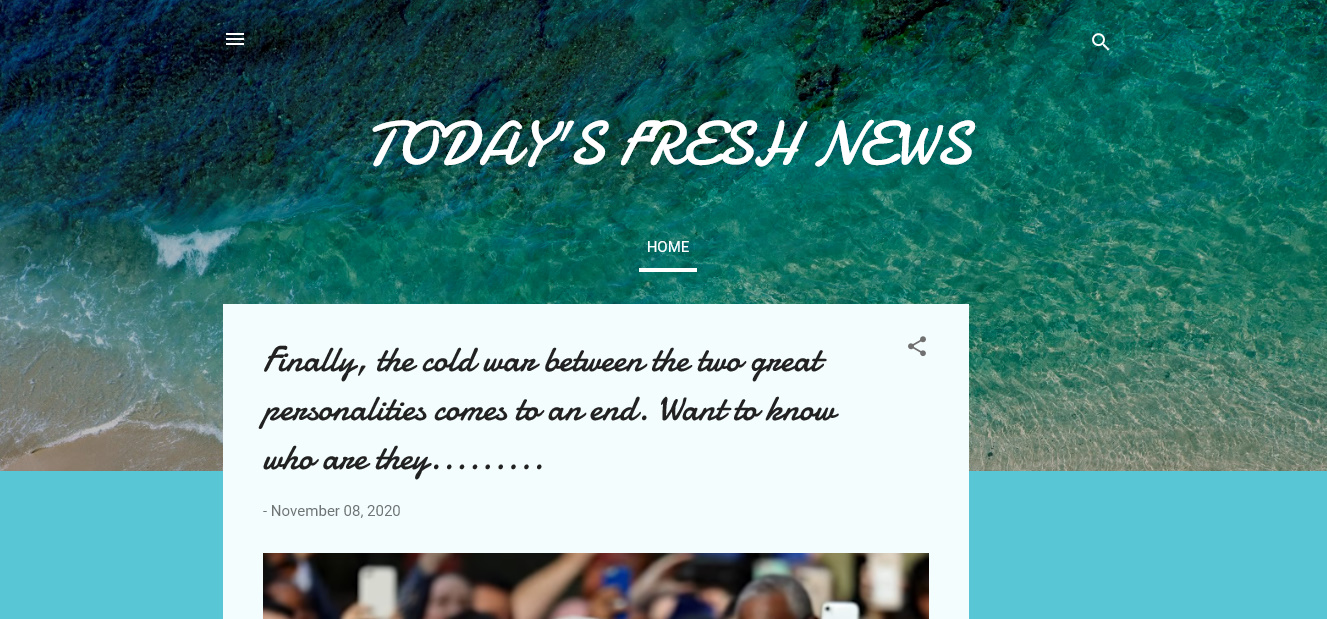 TODAY'S FRESH NEWS
HOME
Finally, the cold war between the two great
personalities comes to an end. Want to know
who are they.........
- November 08, 2020